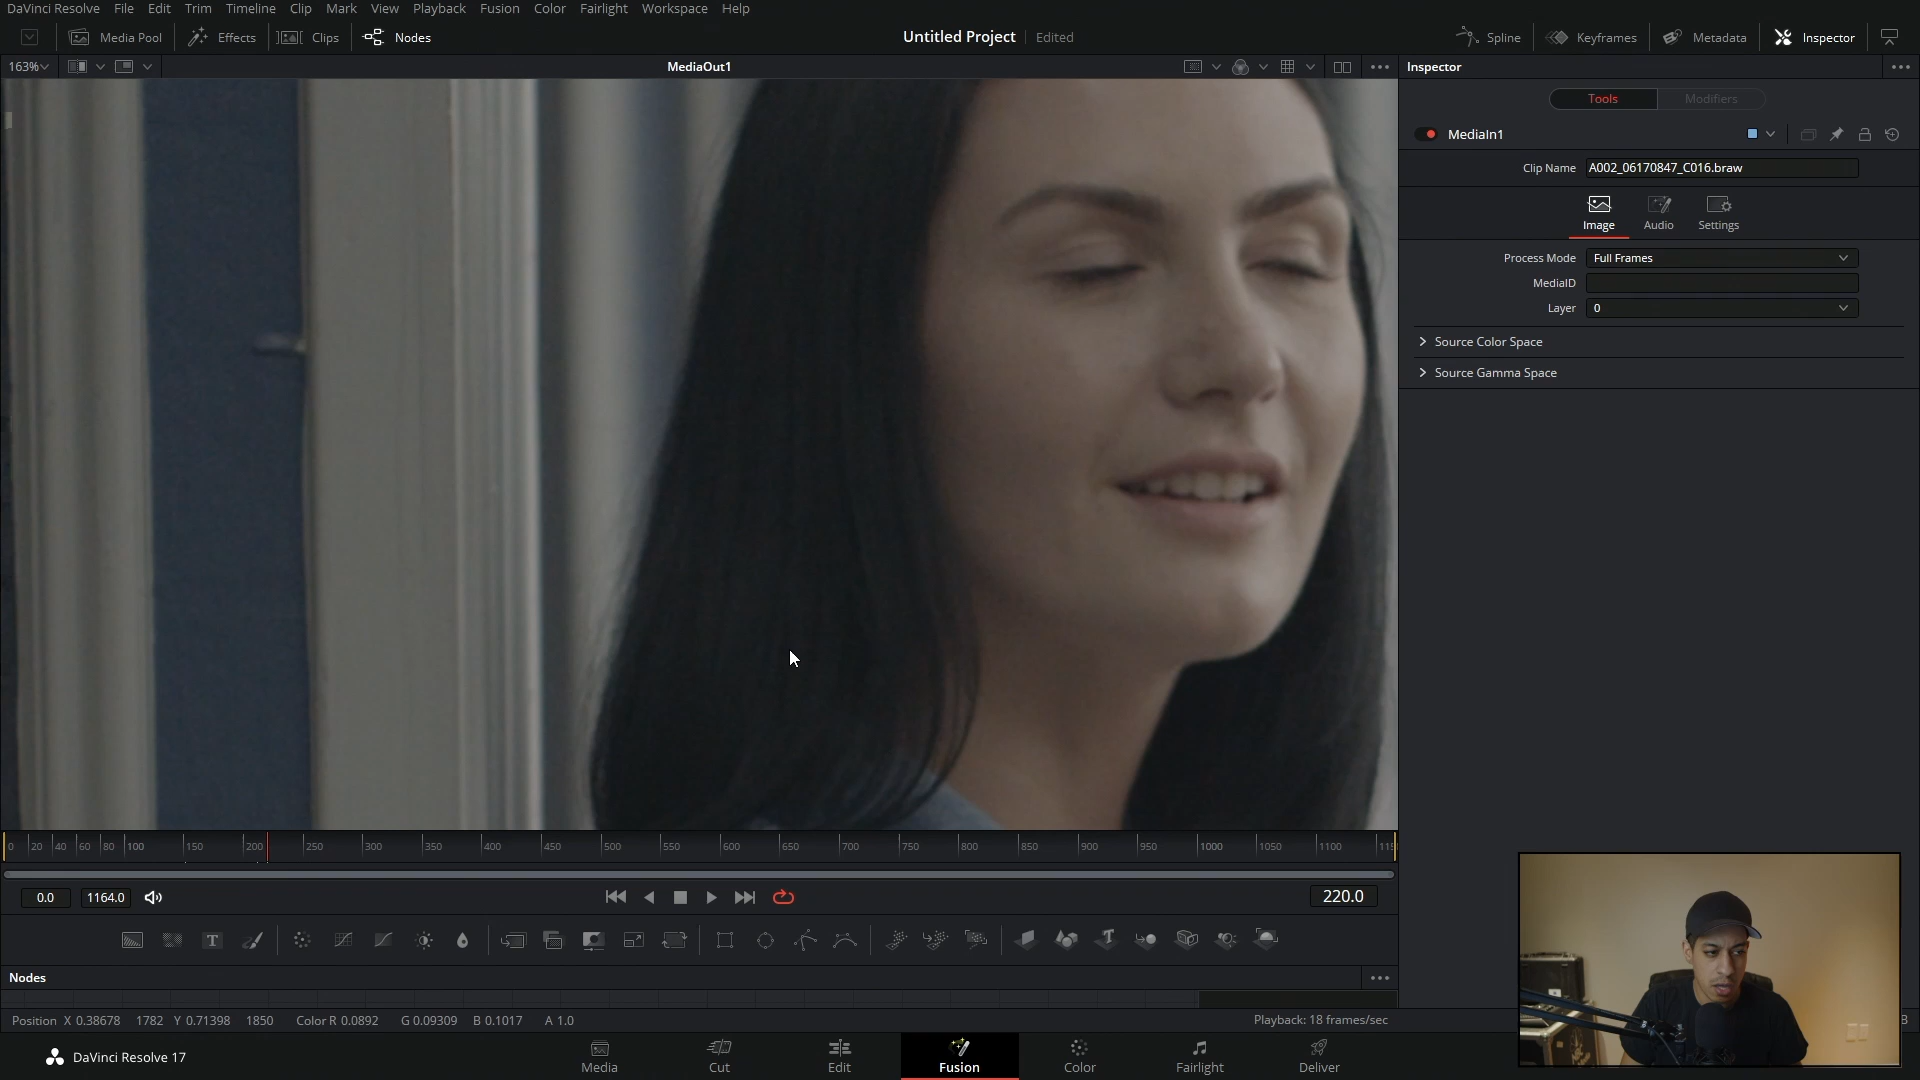 DaVinci Resolve File Edit Trim Timeline Clip Mark View Playback Fusion Color Fairlight Workspace Help
Media Pool Effects Clips Nodes Untitled Project Edited Spline Keyframes Metadata Inspector
163% MediaOut1 Inspector
Tools Modifiers
MediaIn1
Clip Name A002_06170847_C016.braw
Image Audio Settings
Process Mode Full Frames
MediaID
Layer 0
Source Color Space
Source Gamma Space
0 20 40 60 80 100 150 200 250 300 350 400 450 500 550 600 650 700 750 800 850 900 950 1000 1050 1100
0.0 1164.0 220.0
T
Nodes
Position X 0.38678 1782 Y 0.71398 1850 Color R 0.0892 G 0.09309 B 0.1017 A 1.0 Playback: 18 frames/sec
DaVinci Resolve 17 Media Cut Edit Fusion Color Fairlight Deliver